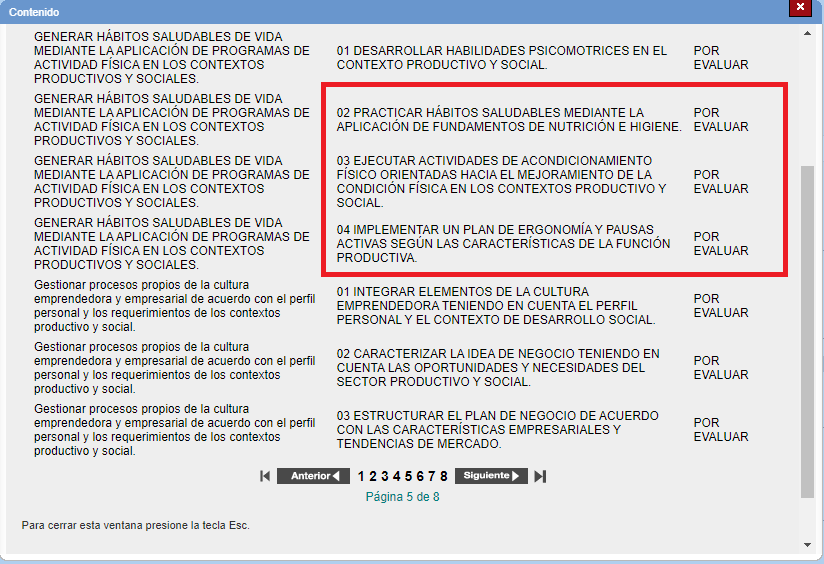 Contenido
GENERAR HÁBITOS SALUDABLES DE VIDA
MEDIANTE LA APLICACIÓN DE PROGRAMAS DE
ACTIVIDAD FÍSICA EN LOS CONTEXTOS
PRODUCTIVOS Y SOCIALES.
01 DESARROLLAR HABILIDADES PSICOMOTRICES EN EL
CONTEXTO PRODUCTIVO Y SOCIAL.
POR
EVALUAR
GENERAR HÁBITOS SALUDABLES DE VIDA
MEDIANTE LA APLICACIÓN DE PROGRAMAS DE
ACTIVIDAD FÍSICA EN LOS CONTEXTOS
PRODUCTIVOS Y SOCIALES.
02 PRACTICAR HÁBITOS SALUDABLES MEDIANTE LA
APLICACIÓN DE FUNDAMENTOS DE NUTRICIÓN E HIGIENE.
POR
EVALUAR
GENERAR HÁBITOS SALUDABLES DE VIDA
MEDIANTE LA APLICACIÓN DE PROGRAMAS DE
ACTIVIDAD FÍSICA EN LOS CONTEXTOS
PRODUCTIVOS Y SOCIALES.
03 EJECUTAR ACTIVIDADES DE ACONDICIONAMIENTO
FÍSICO ORIENTADAS HACIA EL MEJORAMIENTO DE LA
CONDICIÓN FÍSICA EN LOS CONTEXTOS PRODUCTIVO Y
SOCIAL.
POR
EVALUAR
GENERAR HÁBITOS SALUDABLES DE VIDA
MEDIANTE LA APLICACIÓN DE PROGRAMAS DE
ACTIVIDAD FÍSICA EN LOS CONTEXTOS
PRODUCTIVOS Y SOCIALES.
04 IMPLEMENTAR UN PLAN DE ERGONOMÍA Y PAUSAS
ACTIVAS SEGÚN LAS CARACTERÍSTICAS DE LA FUNCIÓN
PRODUCTIVA.
POR
EVALUAR
Gestionar procesos propios de la cultura
emprendedora y empresarial de acuerdo con el perfil
personal y los requerimientos de los contextos
productivo y social.
01 INTEGRAR ELEMENTOS DE LA CULTURA
EMPRENDEDORA TENIENDO EN CUENTA EL PERFIL
PERSONAL Y EL CONTEXTO DE DESARROLLO SOCIAL.
POR
EVALUAR
Gestionar procesos propios de la cultura
emprendedora y empresarial de acuerdo con el perfil
personal y los requerimientos de los contextos
productivo y social.
02 CARACTERIZAR LA IDEA DE NEGOCIO TENIENDO EN
CUENTA LAS OPORTUNIDADES Y NECESIDADES DEL
SECTOR PRODUCTIVO Y SOCIAL.
POR
EVALUAR
Gestionar procesos propios de la cultura
emprendedora y empresarial de acuerdo con el perfil
personal y los requerimientos de los contextos
productivo y social.
03 ESTRUCTURAR EL PLAN DE NEGOCIO DE ACUERDO
CON LAS CARACTERÍSTICAS EMPRESARIALES Y
TENDENCIAS DE MERCADO.
POR
EVALUAR
Anterior 1 2 3 4 5 6 7 8 Siguiente
Página 5 de 8
Para cerrar esta ventana presione la tecla Esc.